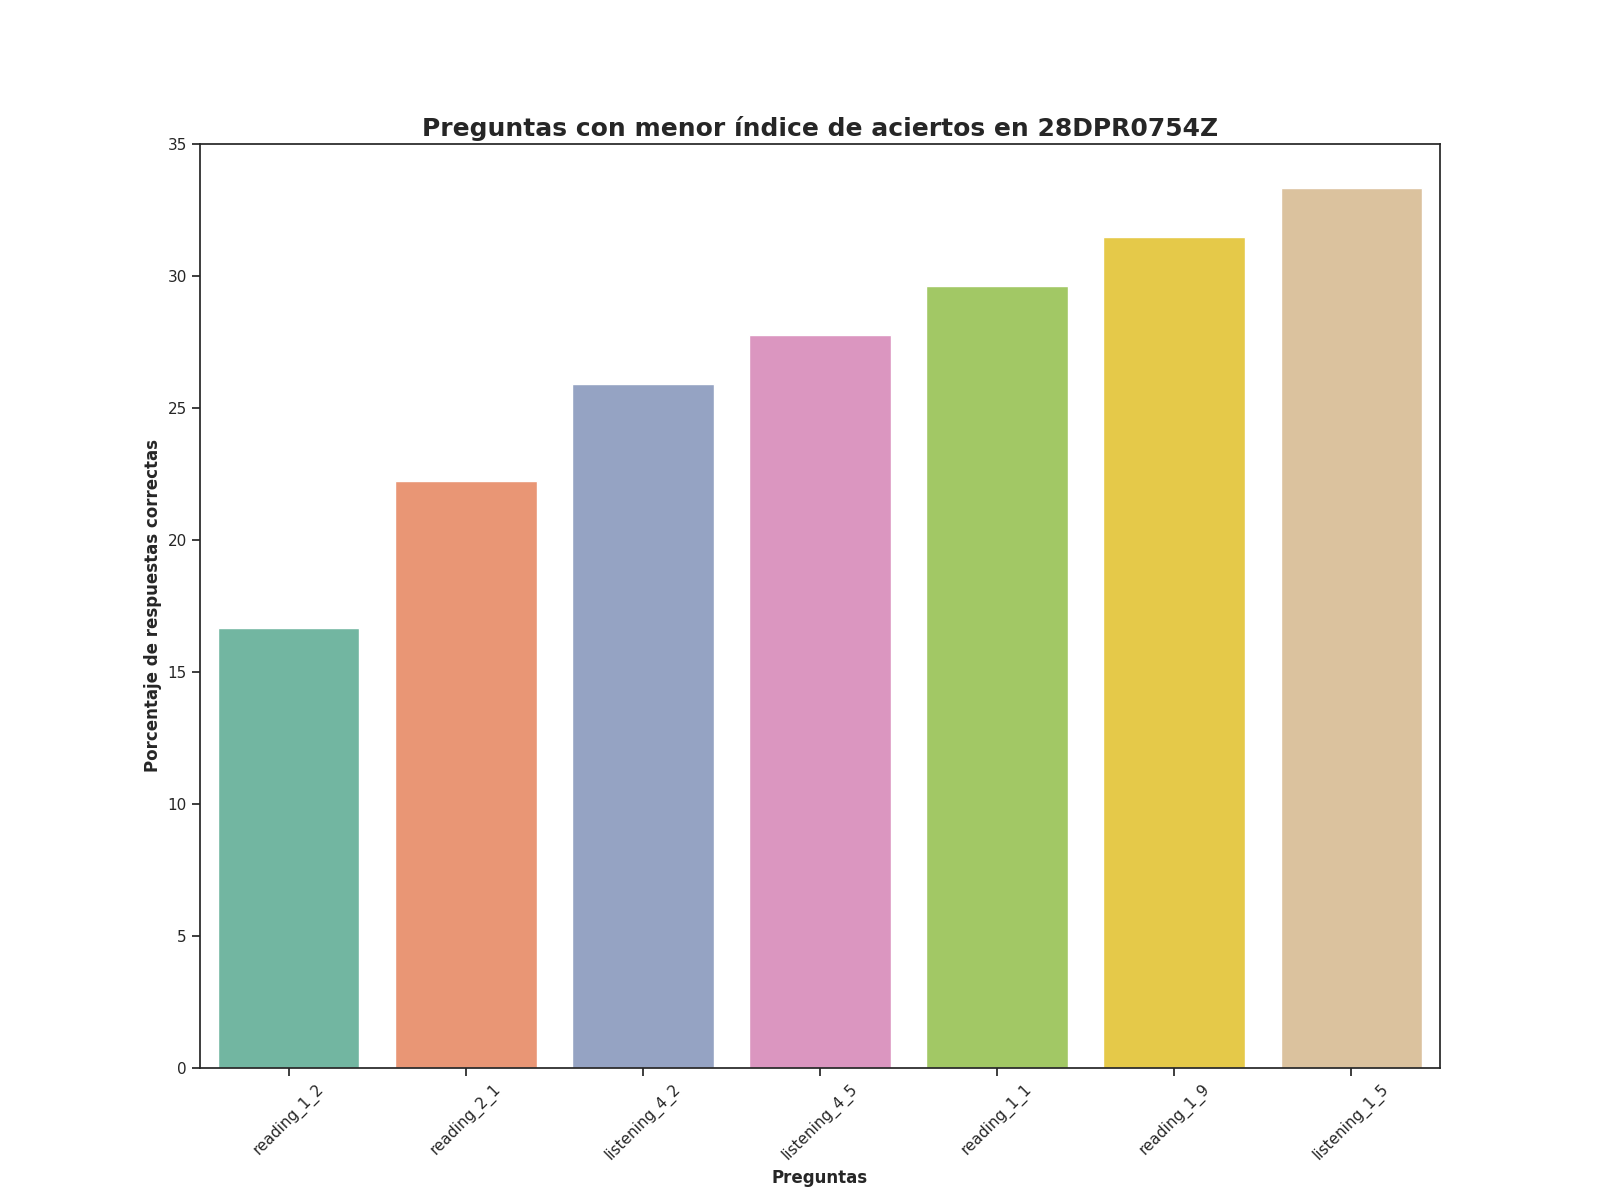 Preguntas con menor índice de aciertos en 28DPR0754Z
Porcentaje de respuestas correctas
35
30
25
20
15
10
5
0
reading_1_2
reading_2_1
listening_4_2
listening_4_5
reading_1_1
reading_1_9
listening_1_5
Preguntas